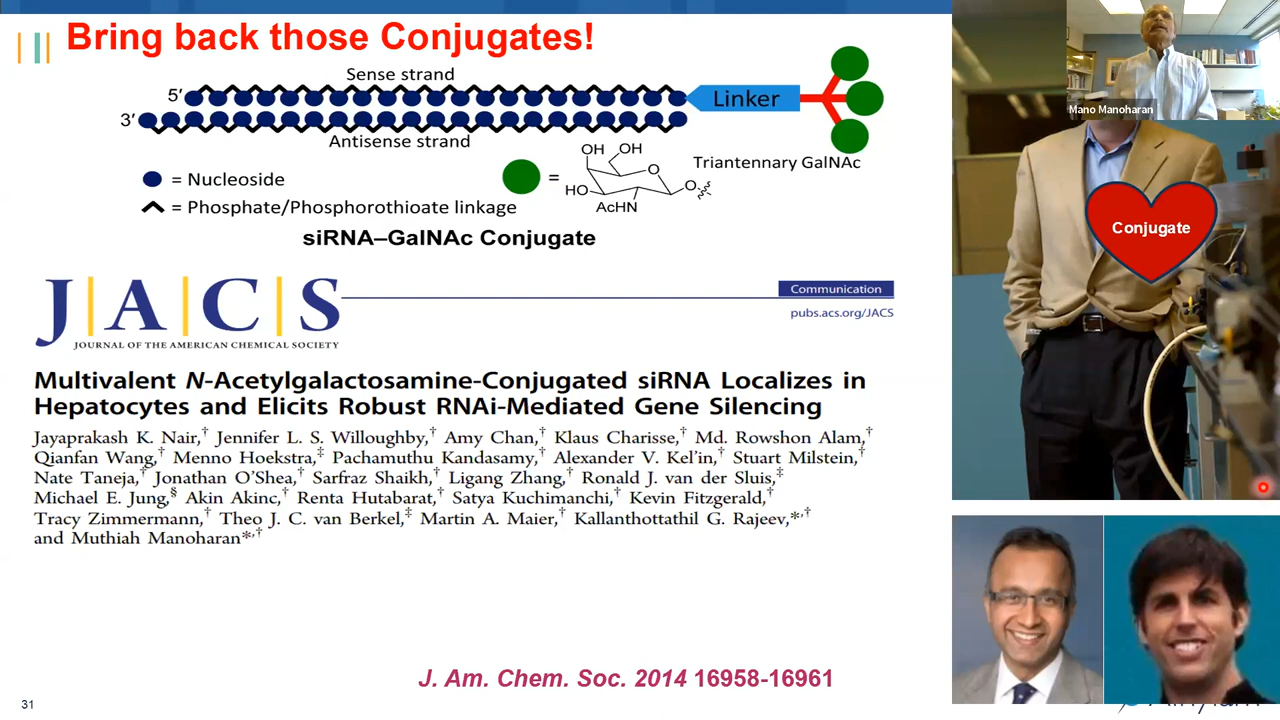 Bring back those Conjugates!
Sense strand
5′
Linker
3′
Antisense strand
OH OH
O
HO
O
AcHN
Triantennary GalNAc
= Nucleoside
=
= Phosphate/Phosphorothioate linkage
siRNA–GalNAc Conjugate
J|A|C|S
JOURNAL OF THE AMERICAN CHEMICAL SOCIETY
Communication
pubs.acs.org/JACS
Multivalent N-Acetylgalactosamine-Conjugated siRNA Localizes in
Hepatocytes and Elicits Robust RNAi-Mediated Gene Silencing
Jayaprakash K. Nair,† Jennifer L. S. Willoughby,† Amy Chan,† Klaus Charisse,† Md. Rowshon Alam,†
Qianfan Wang,† Menno Hoekstra,‡ Pachamuthu Kandasamy,† Alexander V. Kel'in,† Stuart Milstein,†
Nate Taneja,† Jonathan O'Shea,† Sarfraz Shaikh,† Ligang Zhang,† Ronald J. van der Sluis,‡
Michael E. Jung,§ Akin Akinc,† Renta Hutabarat,† Satya Kuchimanchi,† Kevin Fitzgerald,†
Tracy Zimmermann,† Theo J. C. van Berkel,‡ Martin A. Maier,† Kallanthottathil G. Rajeev,*,†
and Muthiah Manoharan*,†
J. Am. Chem. Soc. 2014 16958-16961
31
Mano Manoharan
Conjugate